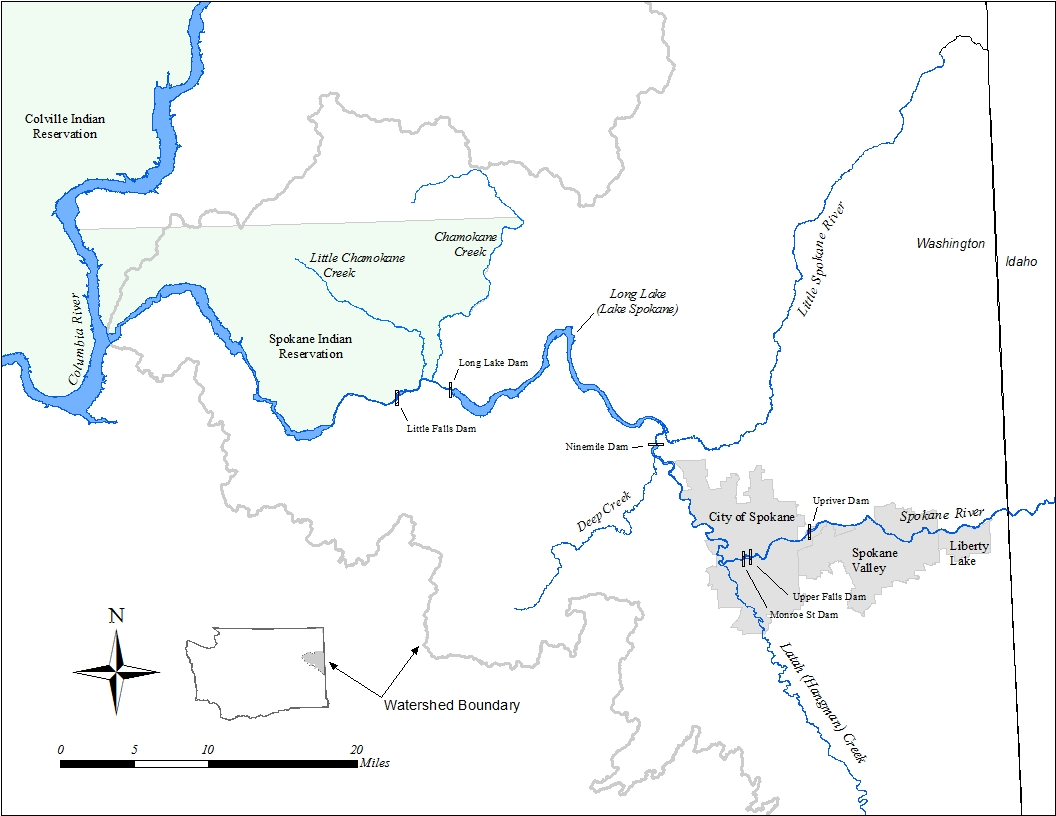 Colville Indian
Reservation
Washington
Idaho
Little Spokane River
Chamokane
Creek
Little Chamokane
Creek
Long Lake
(Lake Spokane)
Columbia River
Spokane Indian
Reservation
Long Lake Dam
Little Falls Dam
Ninemile Dam
Deep Creek
City of Spokane
Upriver Dam
Spokane River
Spokane
Valley
Liberty
Lake
Upper Falls Dam
Monroe St Dam
Latah (Hangman) Creek
N
Watershed Boundary
0 5 10 20
Miles